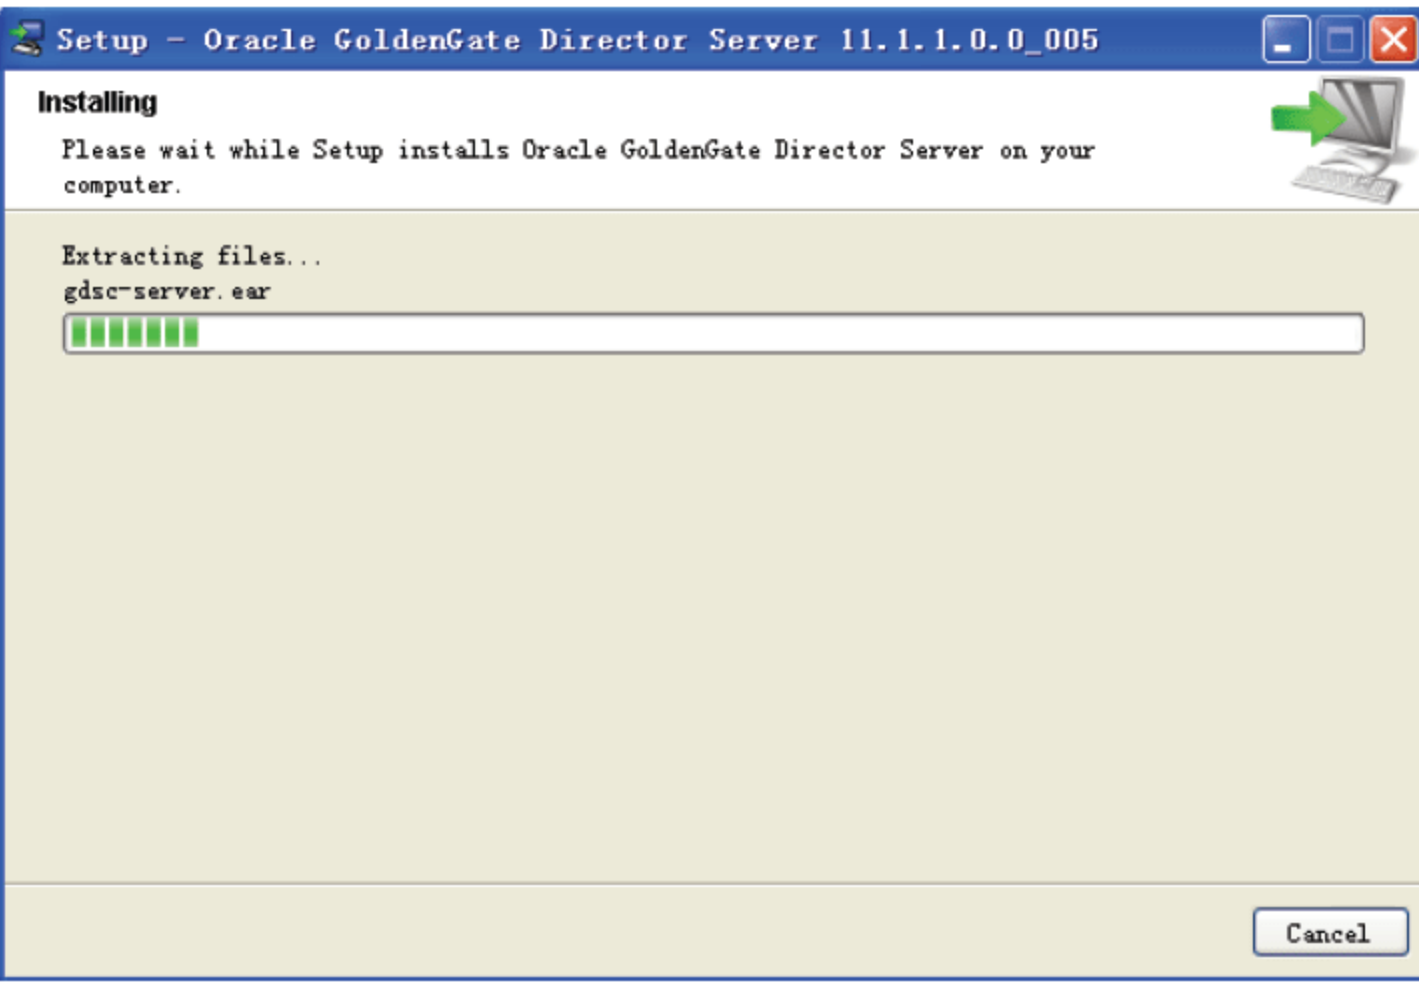 Setup - Oracle GoldenGate Director Server 11.1.1.0.0_005
Installing
Please wait while Setup installs Oracle GoldenGate Director Server on your
computer.
Extracting files...
gdsc-server.ear
Cancel